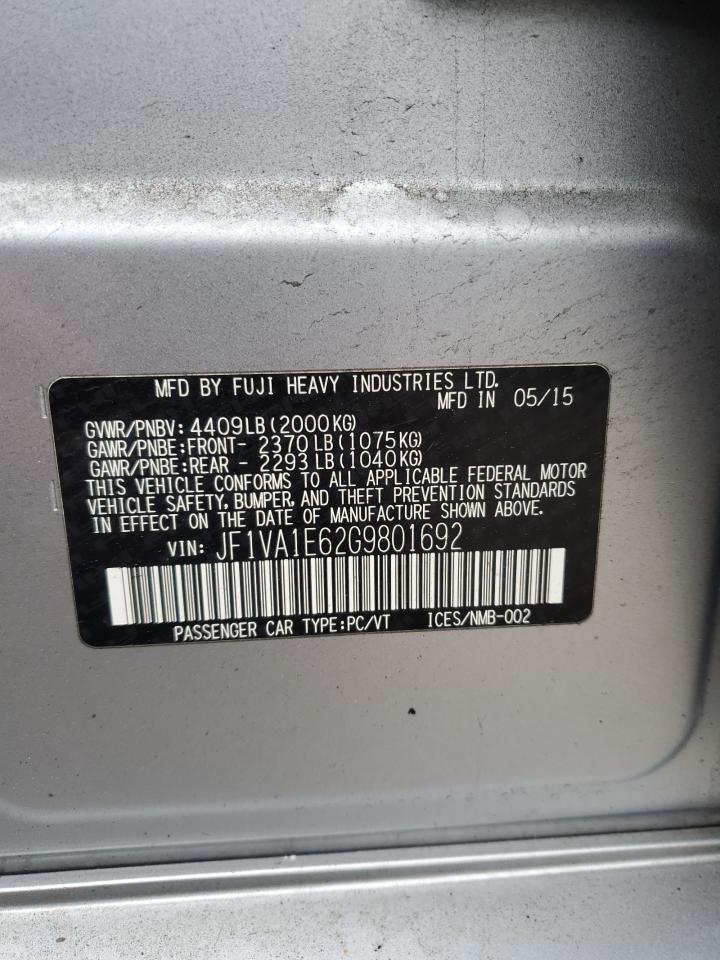 MFD BY FUJI HEAVY INDUSTRIES LTD.
MFD IN 05/15
GVWR/PNBV: 4409LB(2000KG)
GAWR/PNBE:FRONT- 2370LB(1075KG)
GAWR/PNBE:REAR - 2293LB(1040KG)
THIS VEHICLE CONFORMS TO ALL APPLICABLE FEDERAL MOTOR
VEHICLE SAFETY, BUMPER, AND THEFT PREVENTION STANDARDS
IN EFFECT ON THE DATE OF MANUFACTURE SHOWN ABOVE.
VIN: JF1VA1E62G9801692
PASSENGER CAR TYPE:PC/VT ICES/NMB-002